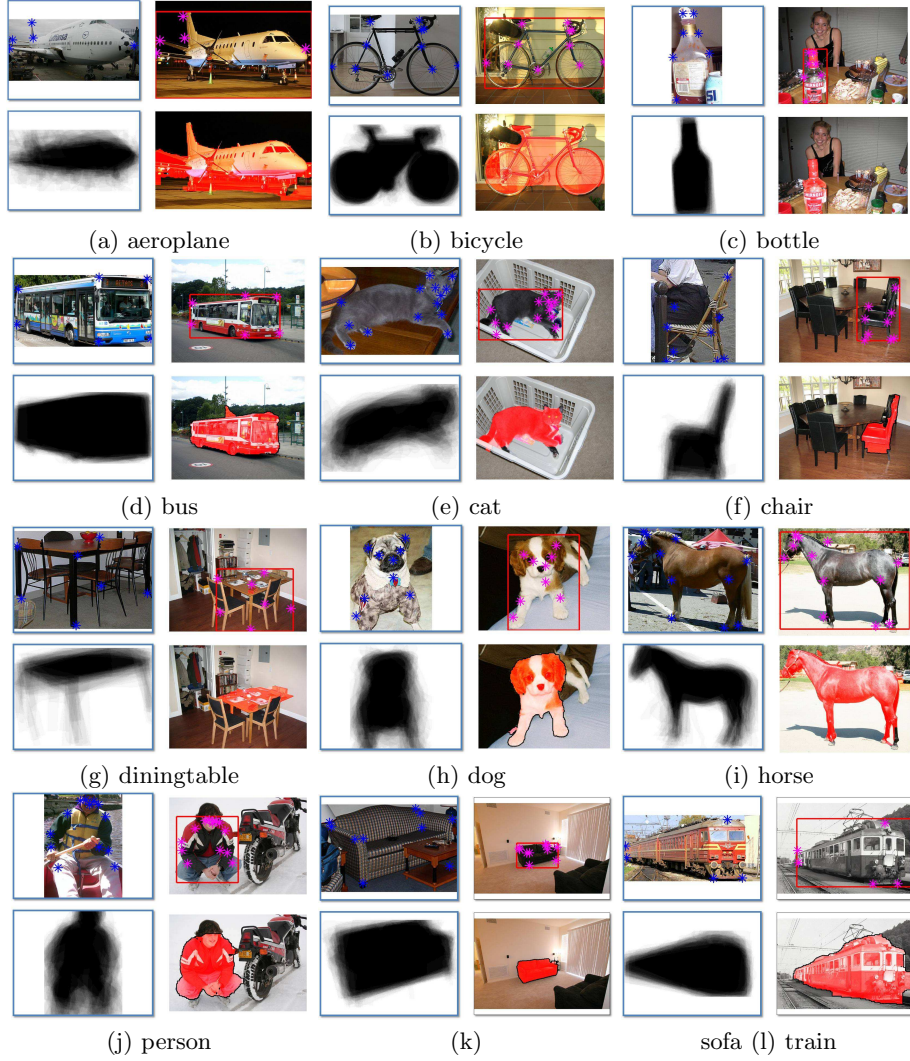 (a) aeroplane (b) bicycle (c) bottle
(d) bus (e) cat (f) chair
(g) diningtable (h) dog (i) horse
(j) person (k) sofa (l) train